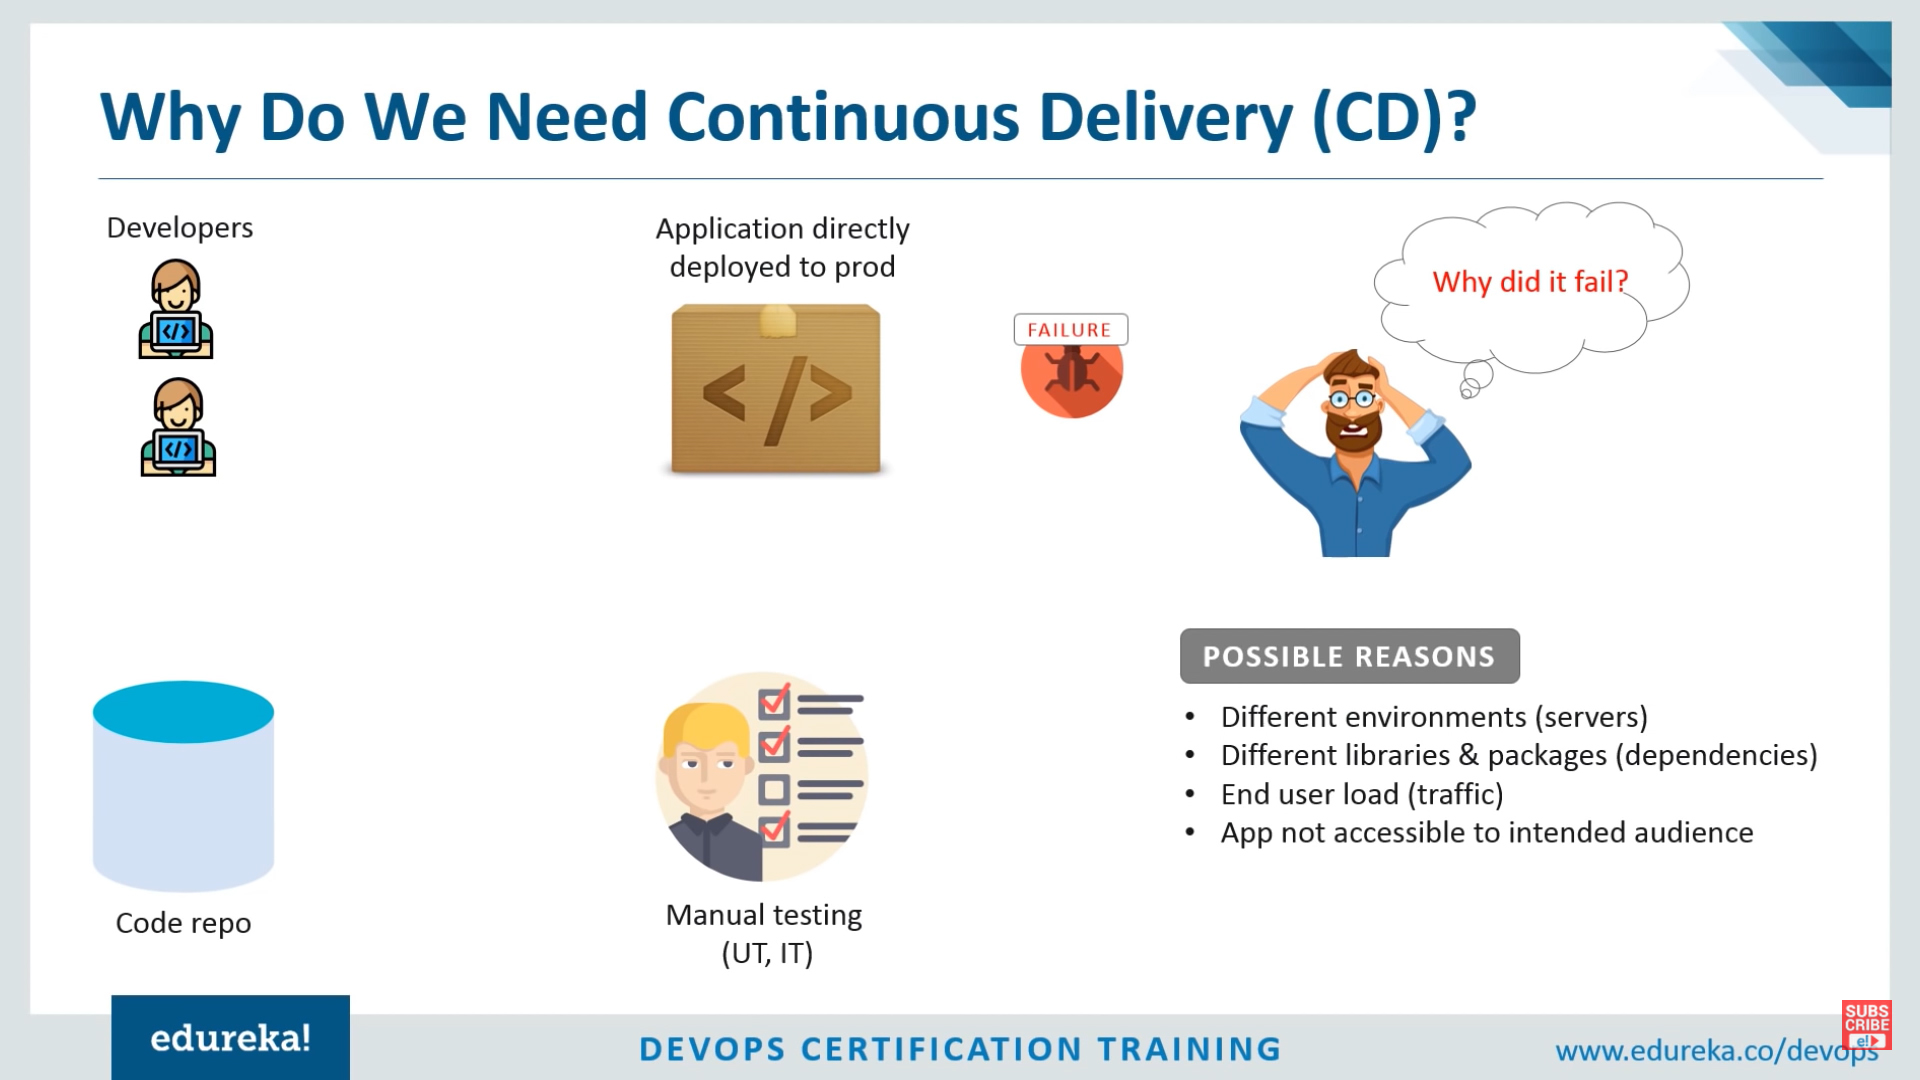 Why Do We Need Continuous Delivery (CD)?
Developers
</>
</>
Application directly
deployed to prod
</>
FAILURE
Why did it fail?
Code repo
Manual testing
(UT, IT)
POSSIBLE REASONS
• Different environments (servers)
• Different libraries & packages (dependencies)
• End user load (traffic)
• App not accessible to intended audience
edureka!
DEVOPS CERTIFICATION TRAINING
www.edureka.co/devops
SUBS
CRIBE
e!